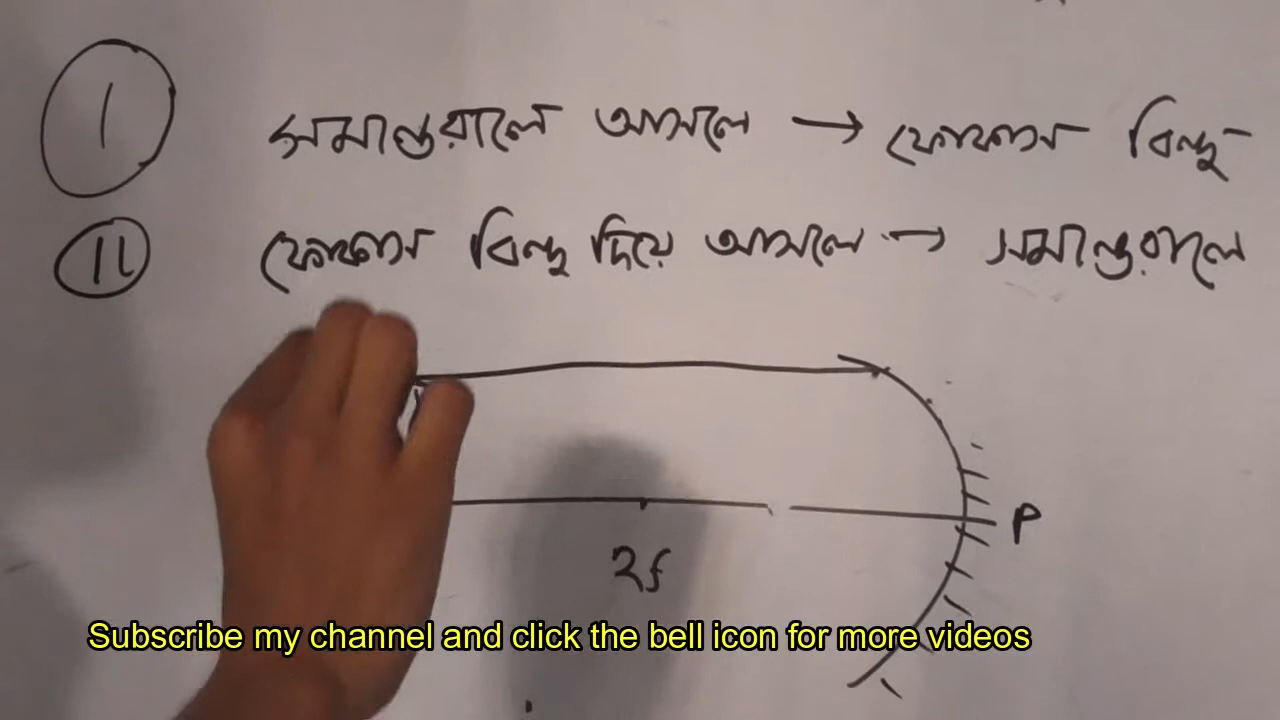 I সমান্তরালে আসলে → ফোকাস বিন্দু
II ফোকাস বিন্দু দিয়ে আসলে → সমান্তরালে
P
2f
Subscribe my channel and click the bell icon for more videos